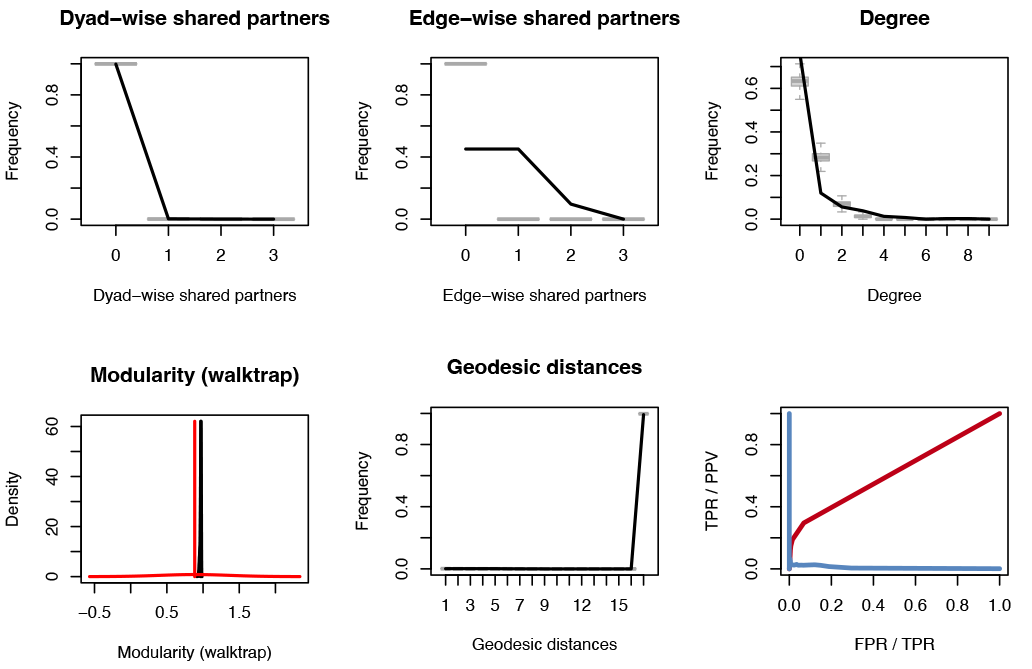 Dyad–wise shared partners
Frequency
0.0 0.4 0.8
0 1 2 3
Dyad–wise shared partners
Edge–wise shared partners
Frequency
0.0 0.4 0.8
0 1 2 3
Edge–wise shared partners
Degree
Frequency
0.0 0.2 0.4 0.6
0 2 4 6 8
Degree
Modularity (walktrap)
Density
0 20 40 60
−0.5 0.5 1.5
Modularity (walktrap)
Geodesic distances
Frequency
0.0 0.4 0.8
1 3 5 7 9 12 15
Geodesic distances
TPR / PPV
0.0 0.4 0.8
0.0 0.2 0.4 0.6 0.8 1.0
FPR / TPR